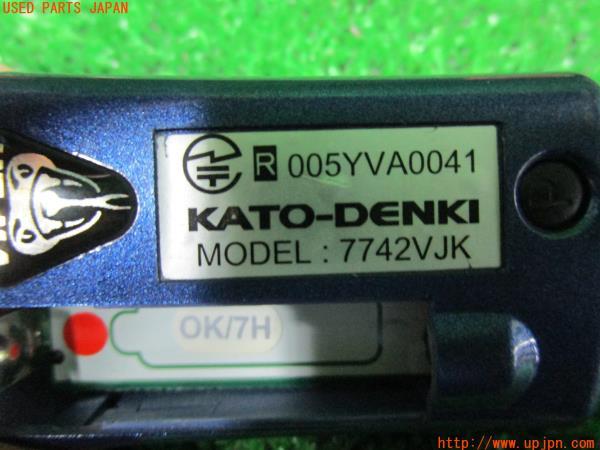 USED PARTS JAPAN
R 005YVA0041
KATO-DENKI
MODEL : 7742VJK
OK/7H
http://www.upjpn.com/